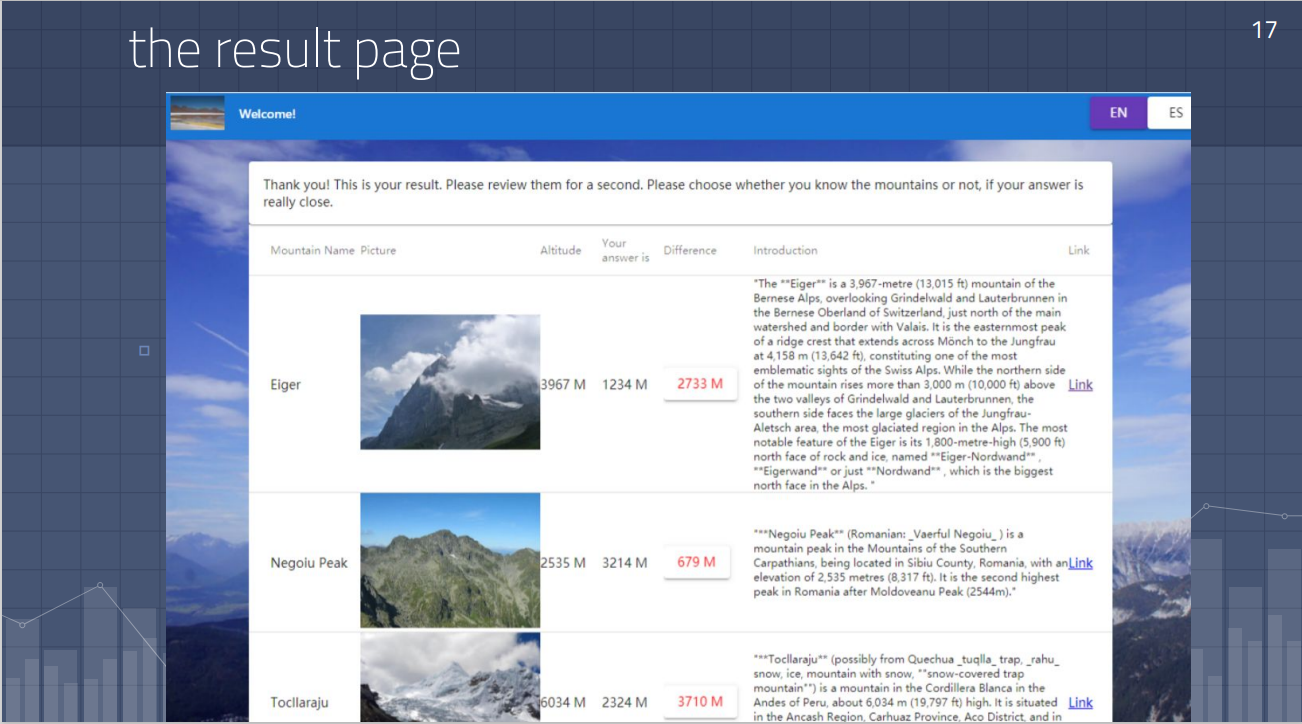 the result page
17
Welcome!
EN
ES
Thank you! This is your result. Please review them for a second. Please choose whether you know the mountains or not, if your answer is
really close.
Mountain Name Picture Altitude Your answer is Difference Introduction Link
Eiger
3967 M
1234 M
2733 M
"The **Eiger** is a 3,967-metre (13,015 ft) mountain of the
Bernese Alps, overlooking Grindelwald and Lauterbrunnen in
the Bernese Oberland of Switzerland, just north of the main
watershed and border with Valais. It is the easternmost peak
of a ridge crest that extends across Mönch to the Jungfrau
at 4,158 m (13,642 ft), constituting one of the most
emblematic sights of the Swiss Alps. While the northern side
of the mountain rises more than 3,000 m (10,000 ft) above
the two valleys of Grindelwald and Lauterbrunnen, the
southern side faces the large glaciers of the Jungfrau-
Aletsch area, the most glaciated region in the Alps. The most
notable feature of the Eiger is its 1,800-metre-high (5,900 ft)
north face of rock and ice, named **Eiger-Nordwand** ,
**Eigerwand** or just **Nordwand** , which is the biggest
north face in the Alps. "
Link
Negoiu Peak
2535 M
3214 M
679 M
"**Negoiu Peak** (Romanian: _Vaerful Negoiu_ ) is a
mountain peak in the Mountains of the Southern
Carpathians, being located in Sibiu County, Romania, with an
elevation of 2,535 metres (8,317 ft). It is the second highest
peak in Romania after Moldoveanu Peak (2544m)."
Link
Tocllaraju
6034 M
2324 M
3710 M
"**Tocllaraju** (possibly from Quechua _tuqlla_ trap, _rahu_
snow, ice, mountain with snow, ""snow-covered trap
mountain"") is a mountain in the Cordillera Blanca in the
Andes of Peru, about 6,034 m (19,797 ft) high. It is situated
in the Ancash Region, Carhuaz Province, Aco District, and in
Link